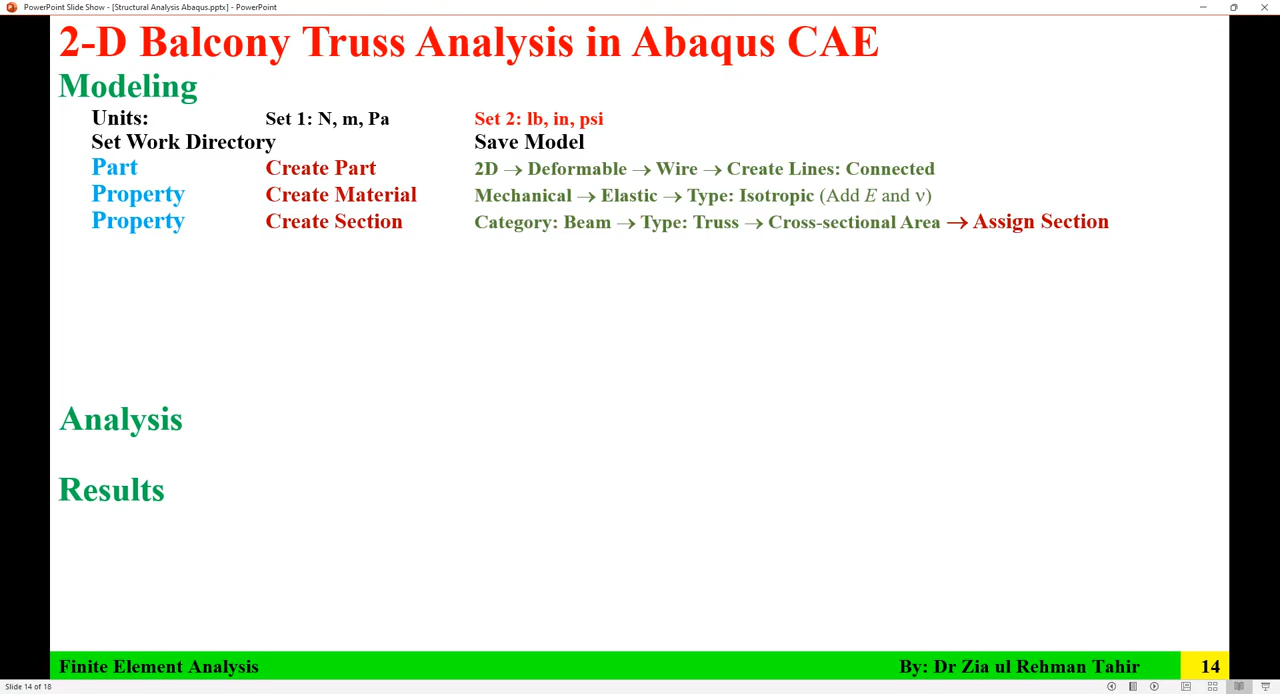 PowerPoint Slide Show - [Structural Analysis Abaqus.pptx] - PowerPoint
2-D Balcony Truss Analysis in Abaqus CAE
Modeling
Units: Set 1: N, m, Pa Set 2: lb, in, psi
Set Work Directory Save Model
Part Create Part 2D → Deformable → Wire → Create Lines: Connected
Property Create Material Mechanical → Elastic → Type: Isotropic (Add E and ν)
Property Create Section Category: Beam → Type: Truss → Cross-sectional Area → Assign Section
Analysis
Results
Finite Element Analysis By: Dr Zia ul Rehman Tahir 14
Slide 14 of 18